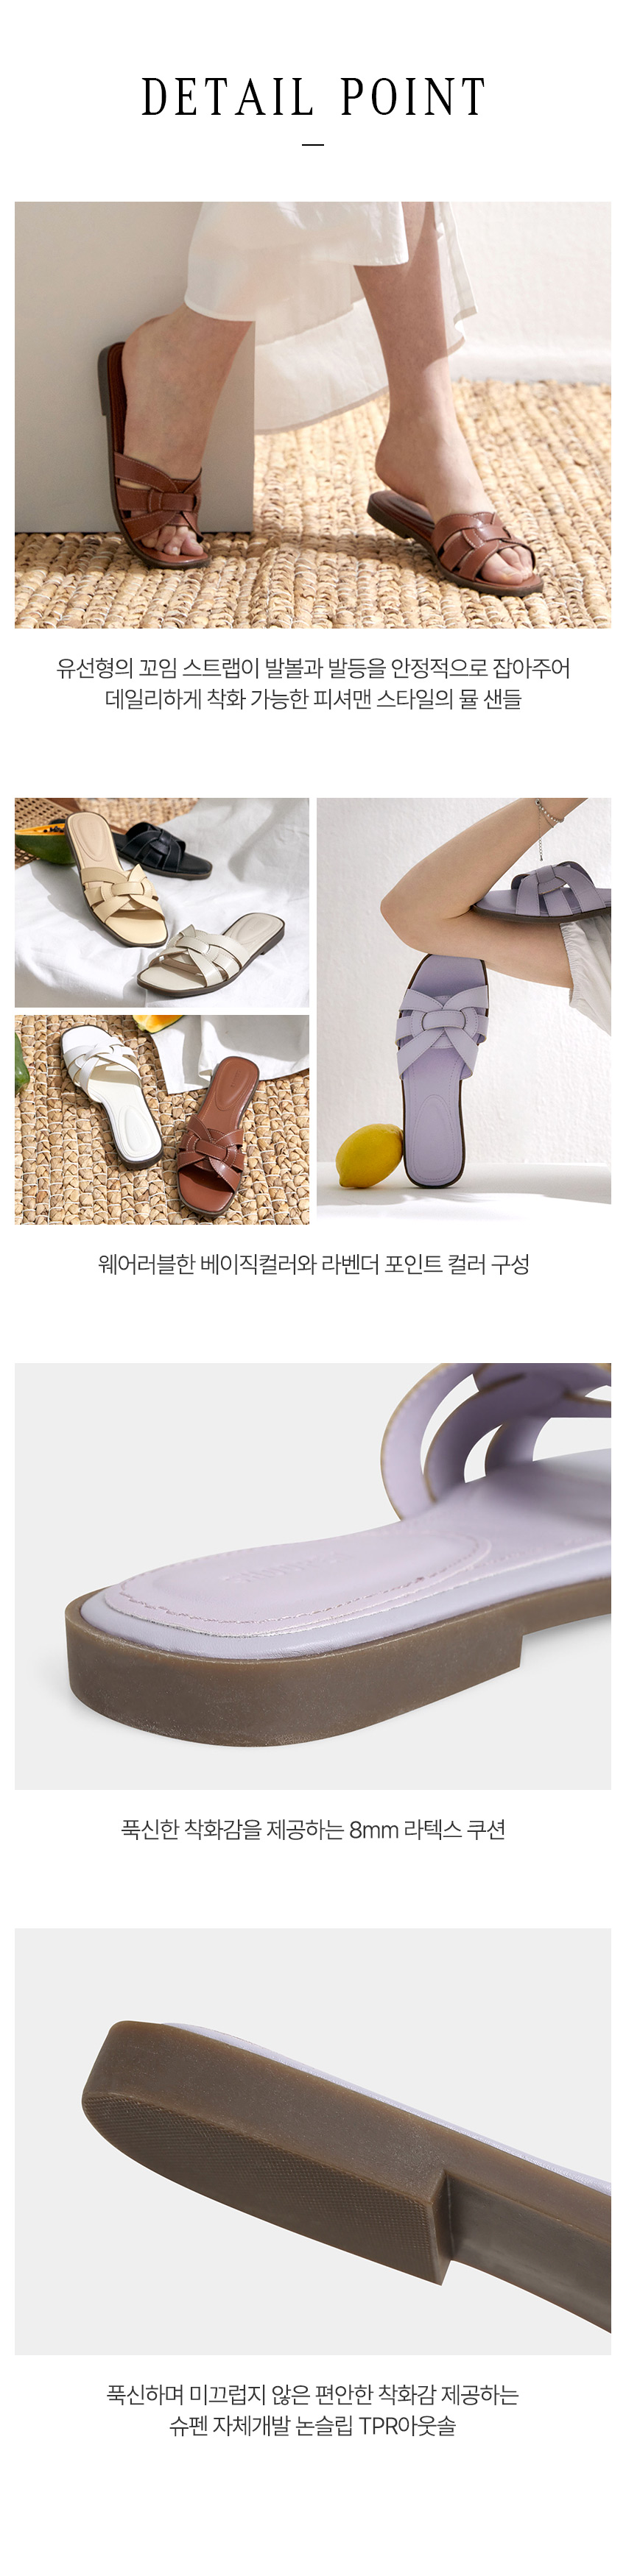 DETAIL POINT
유선형의 꼬임 스트랩이 발볼과 발등을 안정적으로 잡아주어
데일리하게 착화 가능한 피셔맨 스타일의 뮬 샌들
웨어러블한 베이직컬러와 라벤더 포인트 컬러 구성
푹신한 착화감을 제공하는 8mm 라텍스 쿠션
푹신하며 미끄럽지 않은 편안한 착화감 제공하는
슈펜 자체개발 논슬립 TPR아웃솔